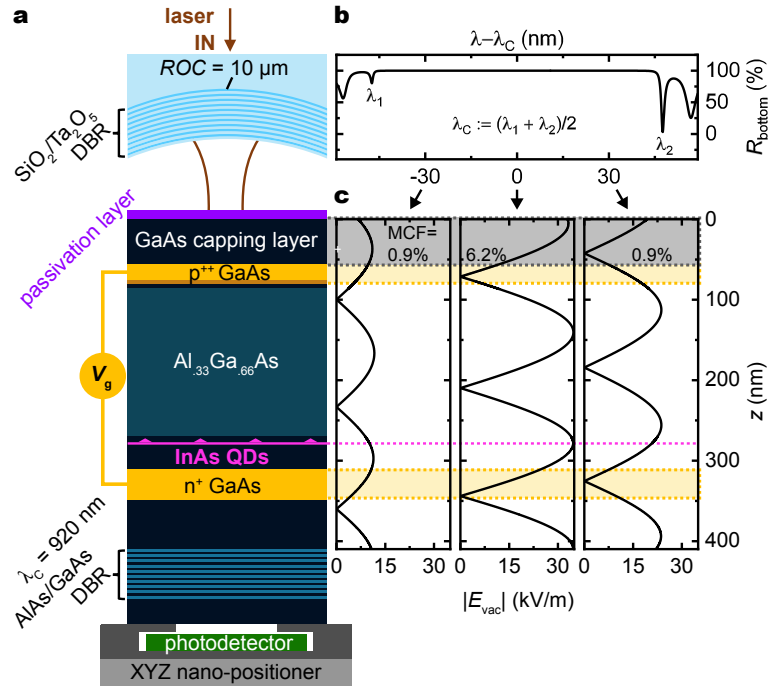 a
laser
IN
ROC = 10 μm
SiO₂/Ta₂O₅
DBR
passivation layer
GaAs capping layer
p⁺⁺ GaAs
Al.₃₃Ga.₆₆As
Vg
InAs QDs
n⁺ GaAs
λC = 920 nm
AlAs/GaAs
DBR
photodetector
XYZ nano-positioner
b
λ−λC (nm)
λ₁
λC := (λ₁ + λ₂)/2
λ₂
100
50
0
Rbottom (%)
-30 0 30
c
MCF=
0.9%
6.2%
0.9%
0
100
200
300
400
z (nm)
0 15 30 0 15 30 0 15 30
|Evac| (kV/m)